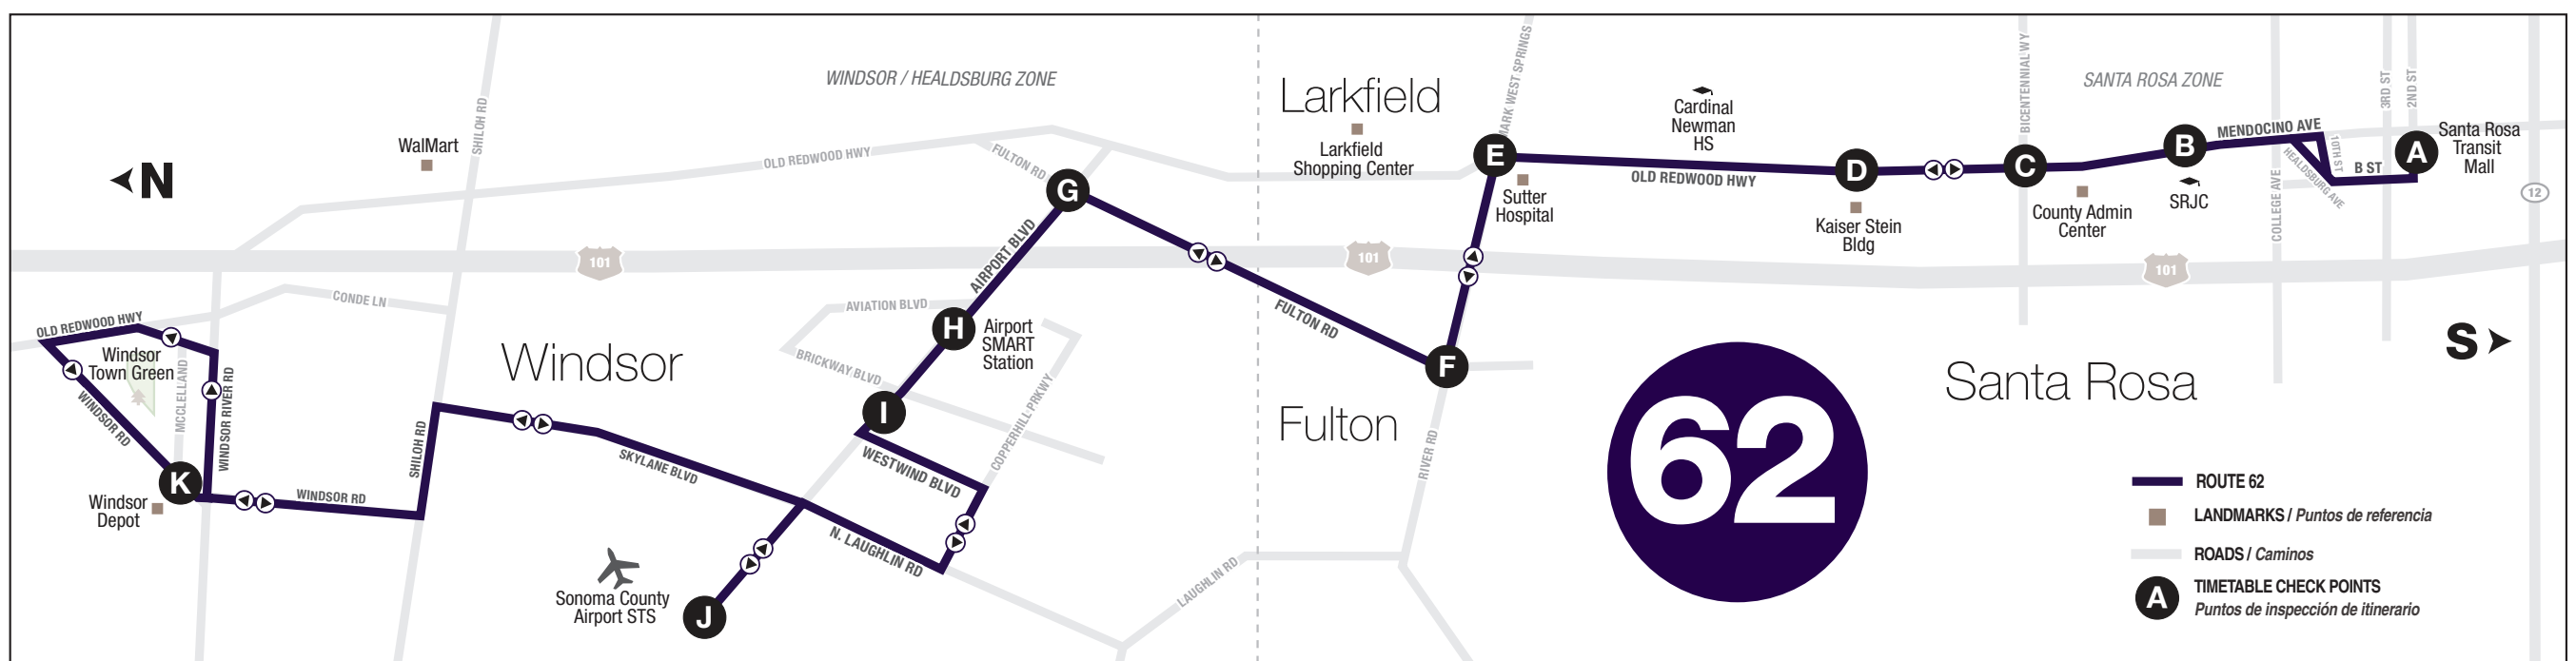 WINDSOR / HEALDSBURG ZONE
SANTA ROSA ZONE
N
WalMart
SHILOH RD
OLD REDWOOD HWY
FULTON RD
G
Larkfield
Larkfield
Shopping Center
MARK WEST SPRINGS
E
Sutter
Hospital
Cardinal
Newman
HS
OLD REDWOOD HWY
D
Kaiser Stein
Bldg
BICENTENNIAL WY
C
County Admin
Center
B
SRJC
MENDOCINO AVE
10TH ST
HEALDSBURG AVE
COLLEGE AVE
B ST
3RD ST
2ND ST
A
Santa Rosa
Transit
Mall
12
101
101
101
CONDE LN
OLD REDWOOD HWY
Windsor
Town Green
MCCLELLAND
WINDSOR RIVER RD
WINDSOR RD
K
Windsor
Depot
WINDSOR RD
SHILOH RD
Windsor
SKYLANE BLVD
AIRPORT BLVD
AVIATION BLVD
H
Airport
SMART
Station
BRICKWAY BLVD
I
WESTWIND BLVD
COPPERHILL PRKWY
N. LAUGHLIN RD
Sonoma County
Airport STS
J
FULTON RD
F
Fulton
RIVER RD
LAUGHLIN RD
62
Santa Rosa
S
ROUTE 62
LANDMARKS / Puntos de referencia
ROADS / Caminos
A
TIMETABLE CHECK POINTS
Puntos de inspección de itinerario